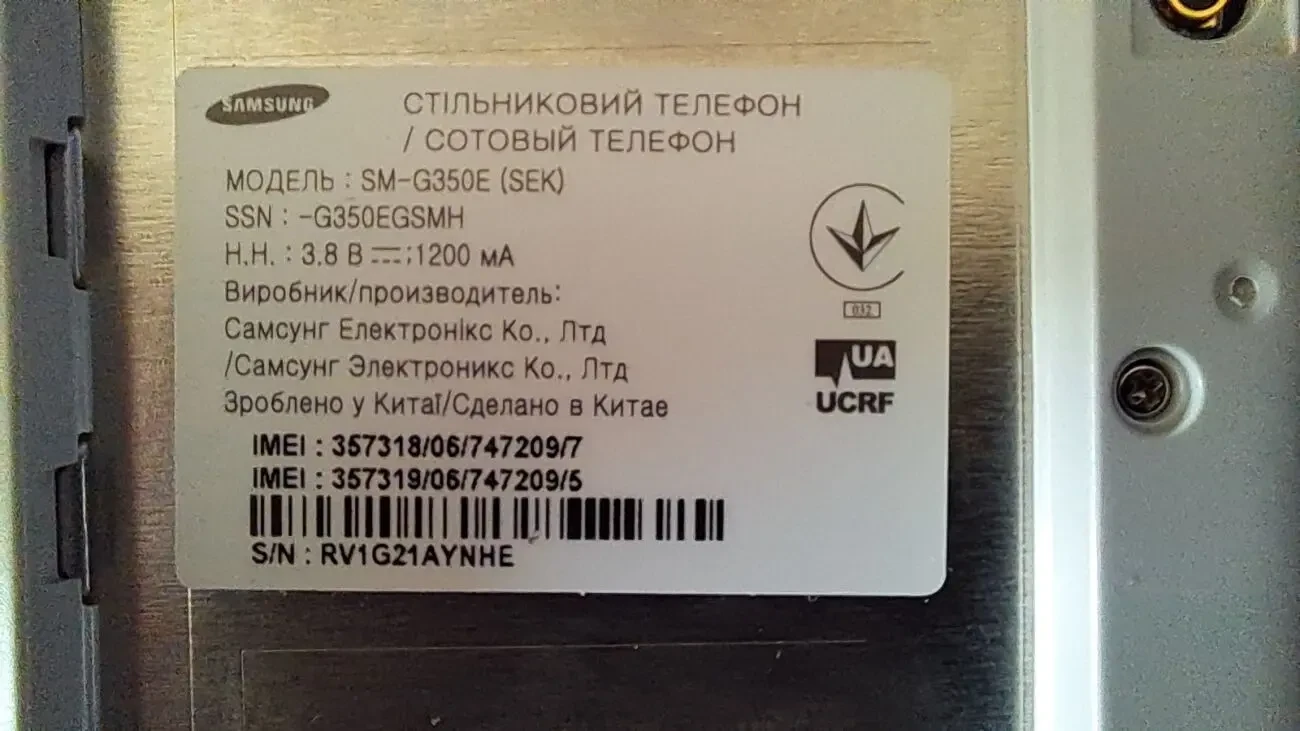 SAMSUNG
СТІЛЬНИКОВИЙ ТЕЛЕФОН
/ СОТОВЫЙ ТЕЛЕФОН
МОДЕЛЬ : SM-G350E (SEK)
SSN : -G350EGSMH
Н.Н. : 3.8 В ⎓;1200 мА
Виробник/производитель:
Самсунг Електронікс Ко., Лтд
/Самсунг Электроникс Ко., Лтд
Зроблено у Китаї/Сделано в Китае
032
UA
UCRF
IMEI : 357318/06/747209/7
IMEI : 357319/06/747209/5
S/N : RV1G21AYNHE